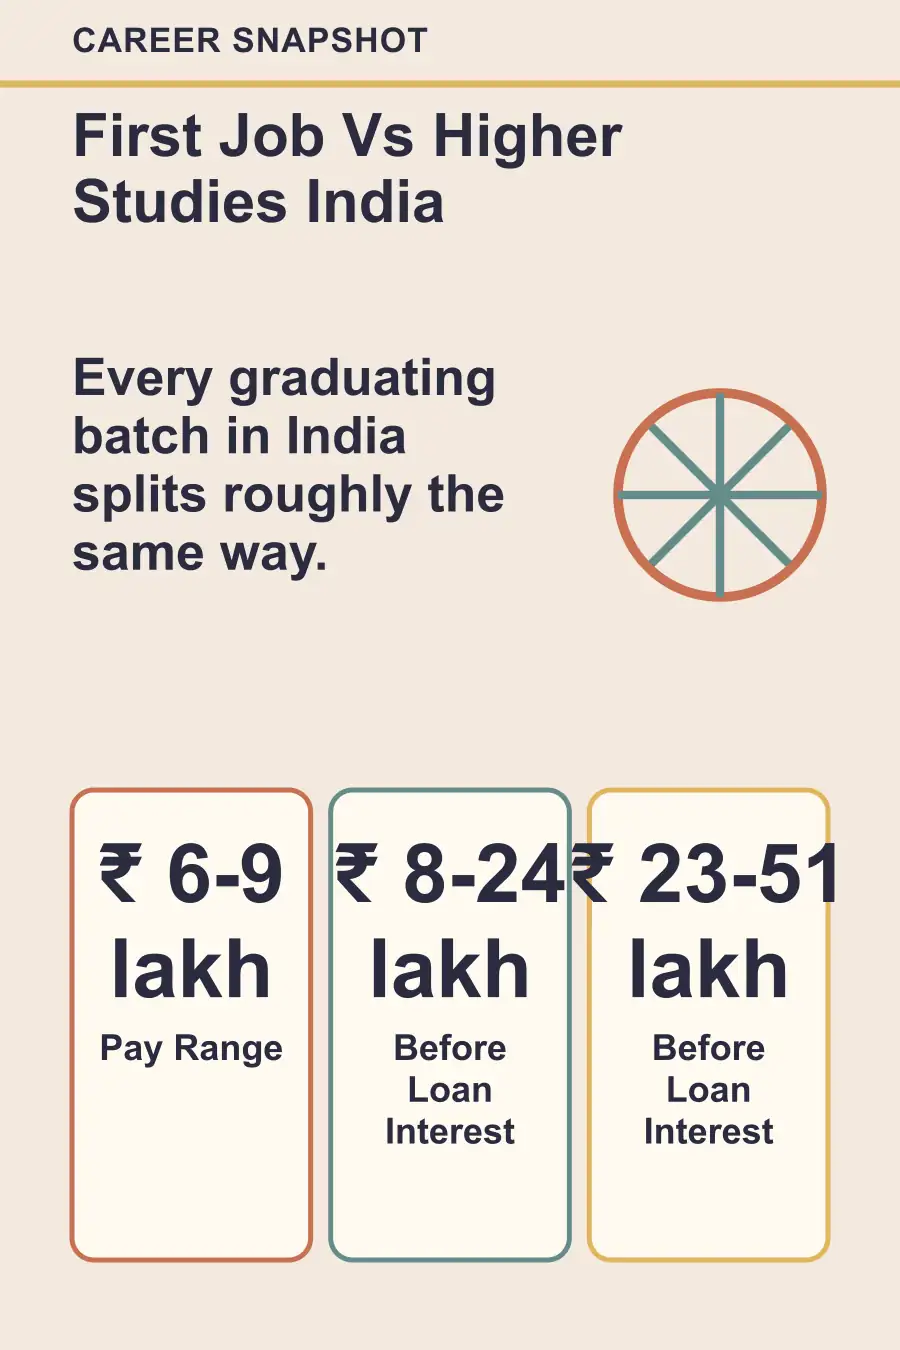 CAREER SNAPSHOT
First Job Vs Higher
Studies India
Every graduating
batch in India
splits roughly the
same way.
₹ 6-9
lakh
Pay Range
₹ 8-24
lakh
Before
Loan
Interest
₹ 23-51
lakh
Before
Loan
Interest